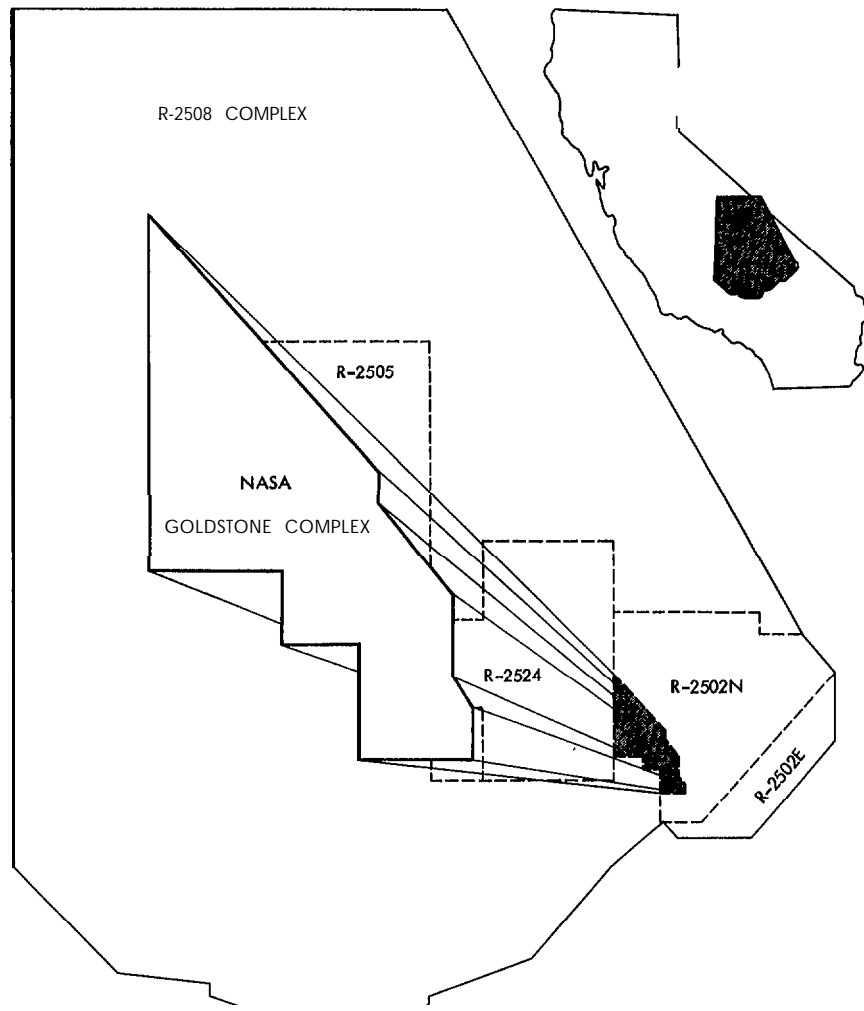 R-2508 COMPLEX
R-2505
NASA
GOLDSTONE COMPLEX
R-2524
R-2502N
R-2502E